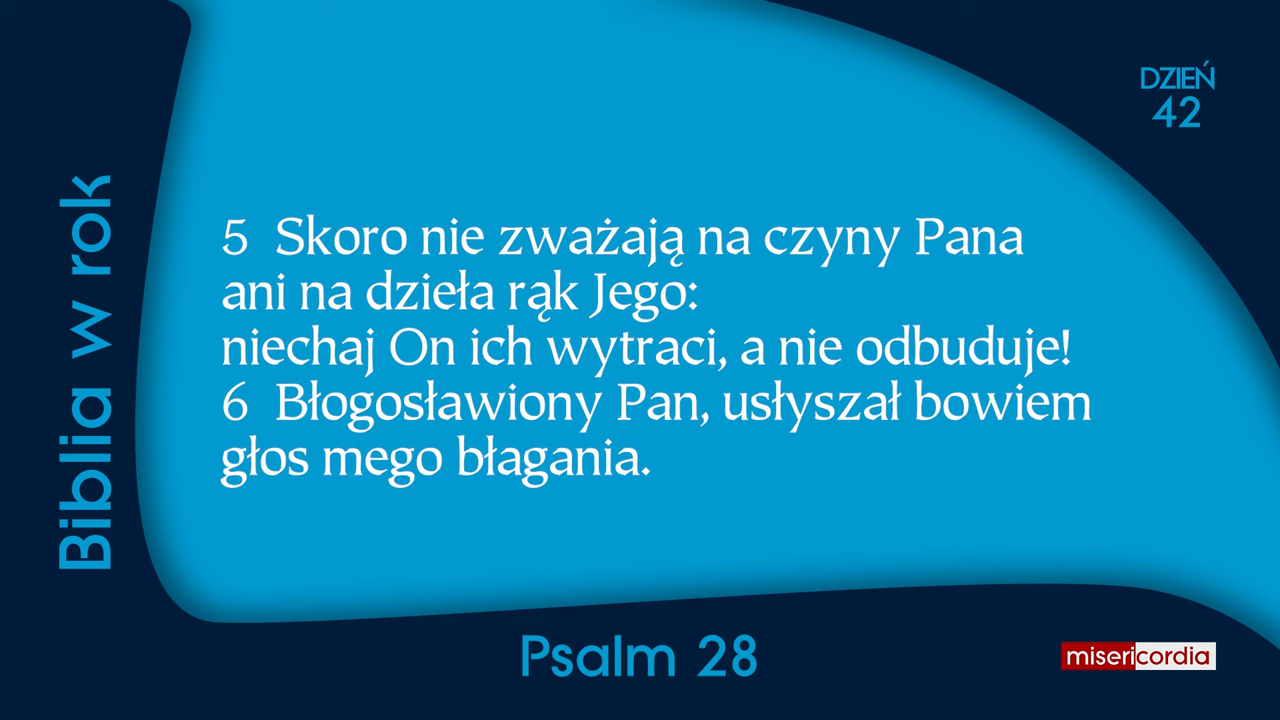 DZIEŃ
42
Biblia w rok
5 Skoro nie zważają na czyny Pana
ani na dzieła rąk Jego:
niechaj On ich wytraci, a nie odbuduje!
6 Błogosławiony Pan, usłyszał bowiem
głos mego błagania.
Psalm 28
misericordia